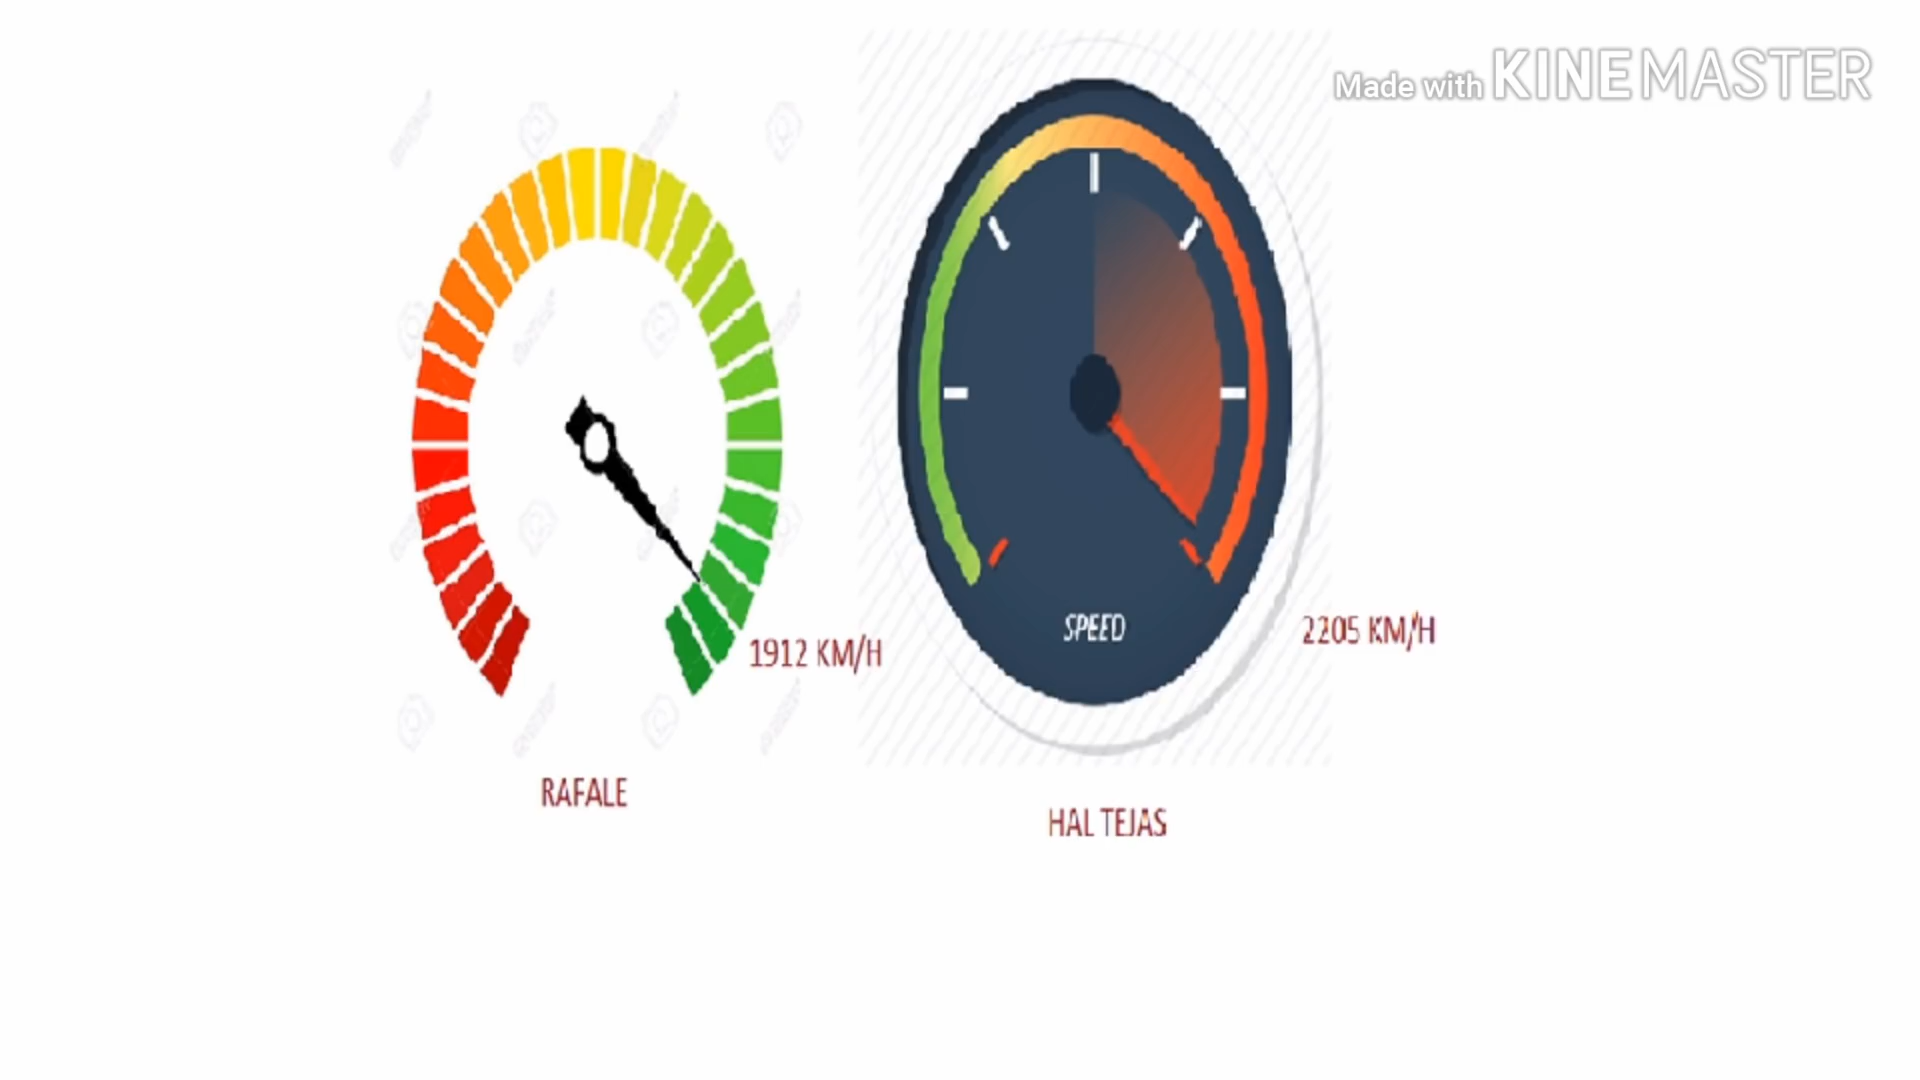 Made with KINEMASTER
SPEED
1912 KM/H
2205 KM/H
RAFALE
HAL TEJAS